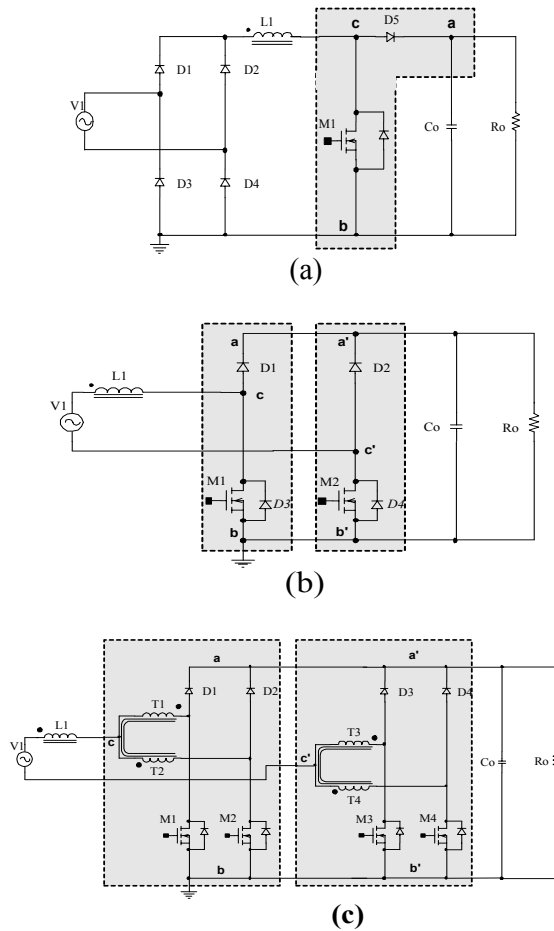 L1 c D5 a
D1 D2
V1 M1 Co Ro
D3 D4
b
(a)
a a'
L1 D1 D2
c
V1 Co Ro
c'
M1 M2
D3 D4
b b'
(b)
a a'
D1 D2 D3 D4
T1
L1 T3
V1 c c' Co Ro
T2
T4
M1 M2 M3 M4
b b'
(c)